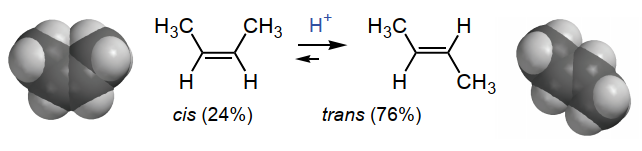 H₃C CH₃ H⁺ H₃C H
H H H CH₃
cis (24%) trans (76%)